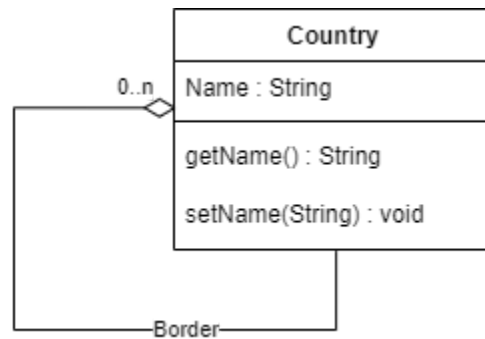 Country
0..n
Name : String
getName() : String
setName(String) : void
Border